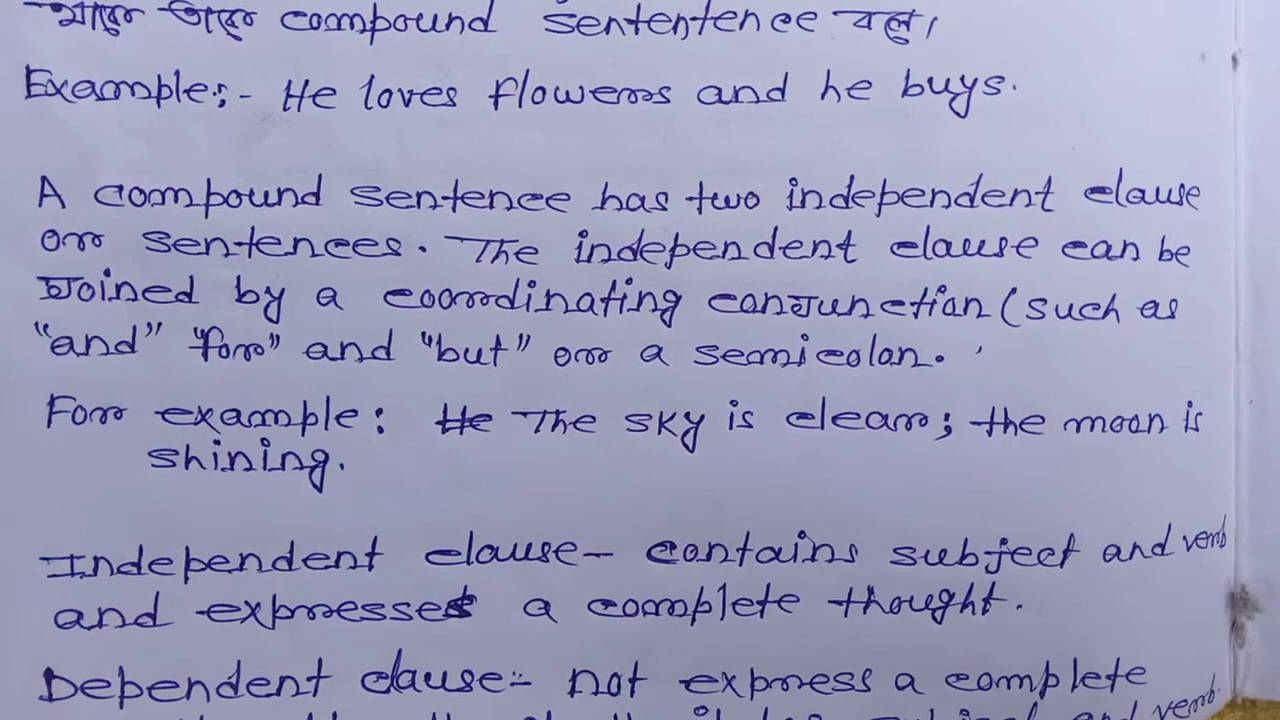 থাকে তাকে compound sententence বলে।
Example:- He loves flowers and he buys.
A compound sentence has two independent clause
or sentences. The independent clause can be
Joined by a coordinating conjunction (such as
"and" "for" and "but" or a semicolon.
For example: He The sky is clear; the moon is
shining.
Independent clause- contains subject and verb
and expresses a complete thought.
Dependent clause:- not express a complete
and verb.